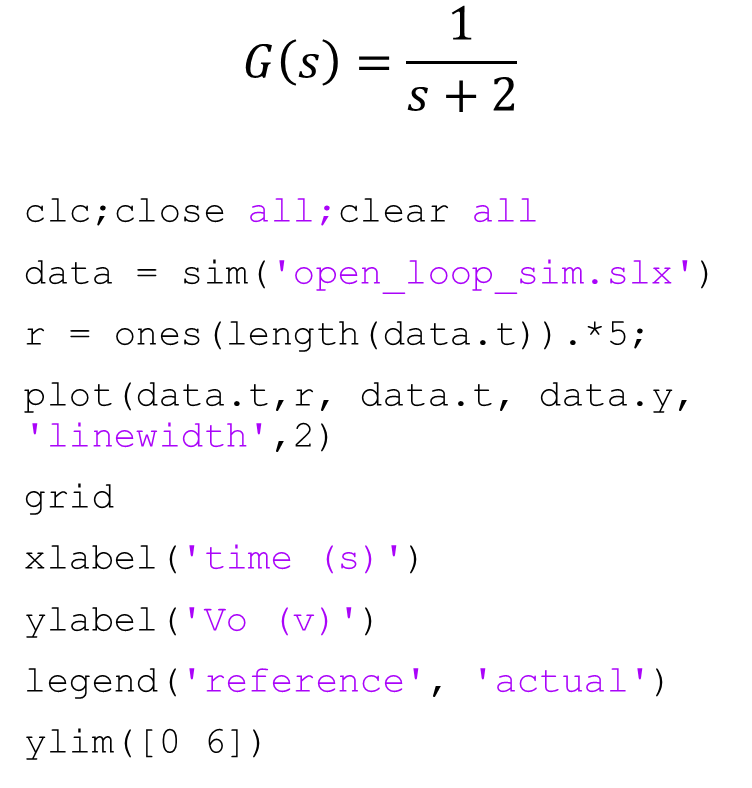 G(s) = 1 / (s + 2)
clc;close all;clear all
data = sim('open_loop_sim.slx')
r = ones(length(data.t)).*5;
plot(data.t,r, data.t, data.y,
'linewidth',2)
grid
xlabel('time (s)')
ylabel('Vo (v)')
legend('reference', 'actual')
ylim([0 6])